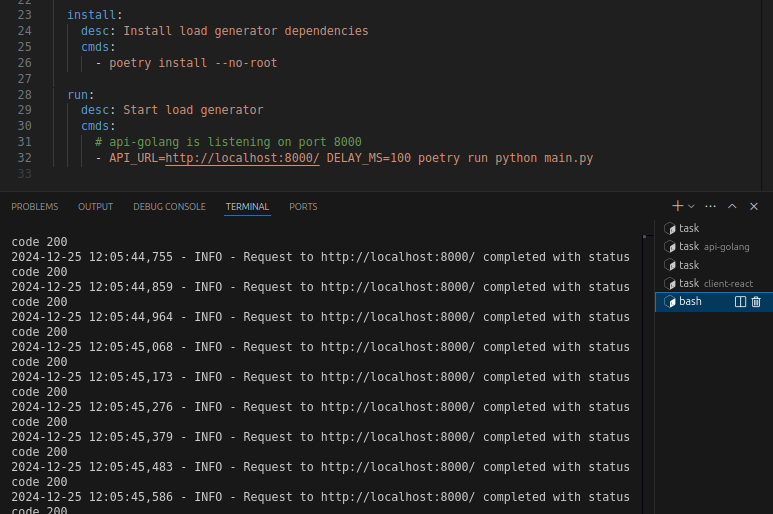 22
23 install:
24 desc: Install load generator dependencies
25 cmds:
26 - poetry install --no-root
27
28 run:
29 desc: Start load generator
30 cmds:
31 # api-golang is listening on port 8000
32 - API_URL=http://localhost:8000/ DELAY_MS=100 poetry run python main.py
33
PROBLEMS OUTPUT DEBUG CONSOLE TERMINAL PORTS
code 200
2024-12-25 12:05:44,755 - INFO - Request to http://localhost:8000/ completed with status
code 200
2024-12-25 12:05:44,859 - INFO - Request to http://localhost:8000/ completed with status
code 200
2024-12-25 12:05:44,964 - INFO - Request to http://localhost:8000/ completed with status
code 200
2024-12-25 12:05:45,068 - INFO - Request to http://localhost:8000/ completed with status
code 200
2024-12-25 12:05:45,173 - INFO - Request to http://localhost:8000/ completed with status
code 200
2024-12-25 12:05:45,276 - INFO - Request to http://localhost:8000/ completed with status
code 200
2024-12-25 12:05:45,379 - INFO - Request to http://localhost:8000/ completed with status
code 200
2024-12-25 12:05:45,483 - INFO - Request to http://localhost:8000/ completed with status
code 200
2024-12-25 12:05:45,586 - INFO - Request to http://localhost:8000/ completed with status
code 200
task
task api-golang
task
task client-react
bash